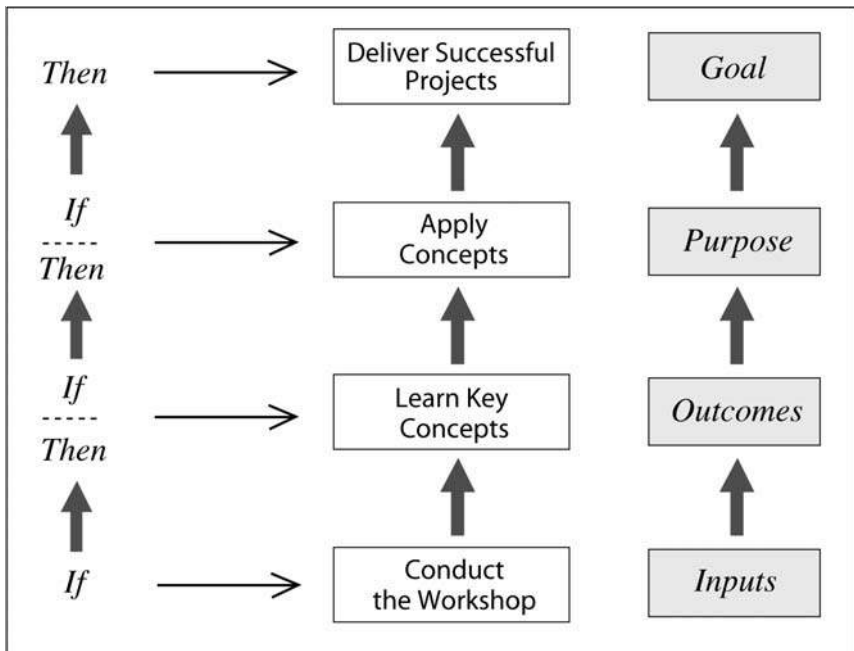 Then
Deliver Successful
Projects
Goal
If
Then
Apply
Concepts
Purpose
If
Then
Learn Key
Concepts
Outcomes
If
Conduct
the Workshop
Inputs